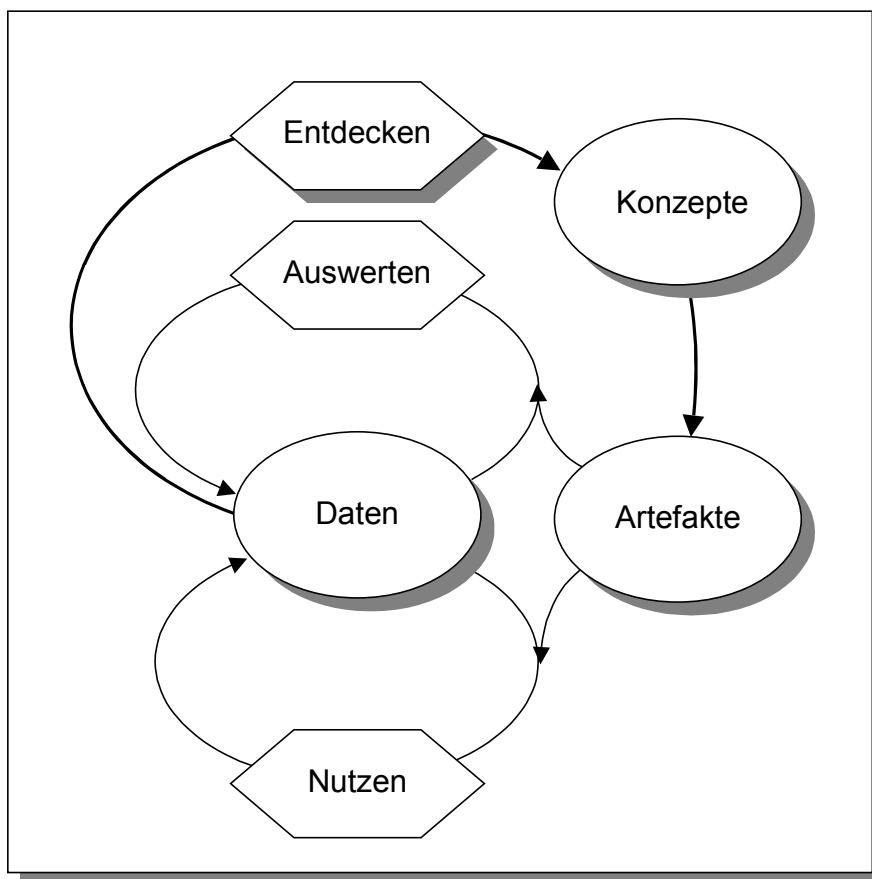 Entdecken
Konzepte
Auswerten
Daten
Artefakte
Nutzen